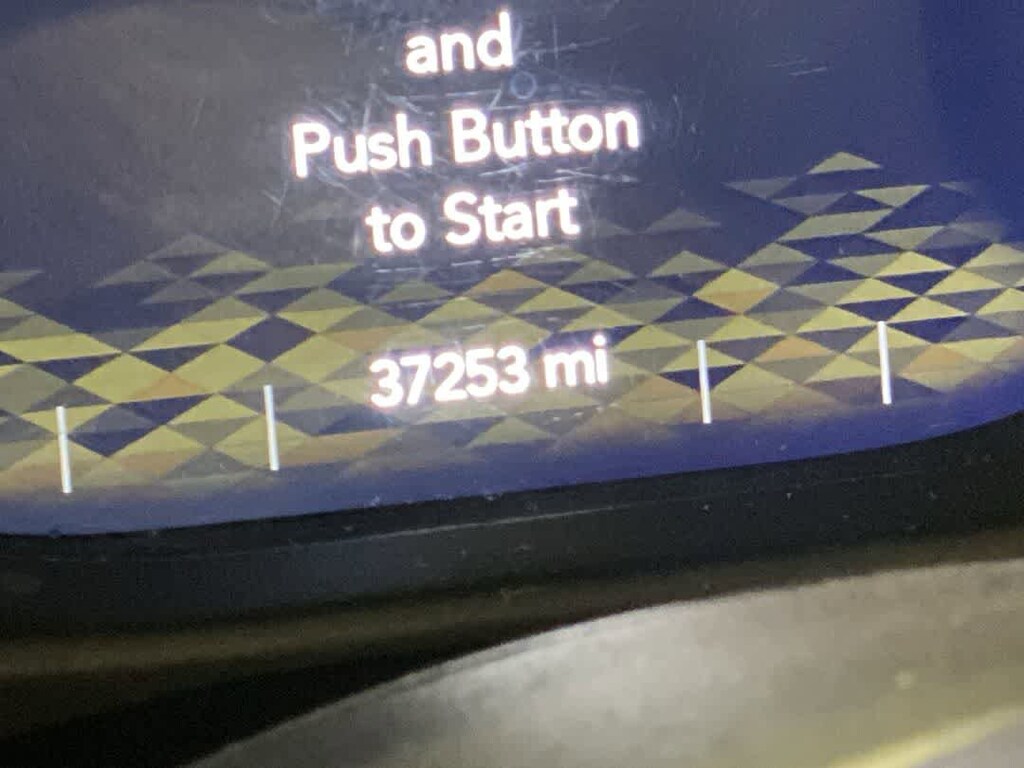 and
Push Button
to Start
37253 mi